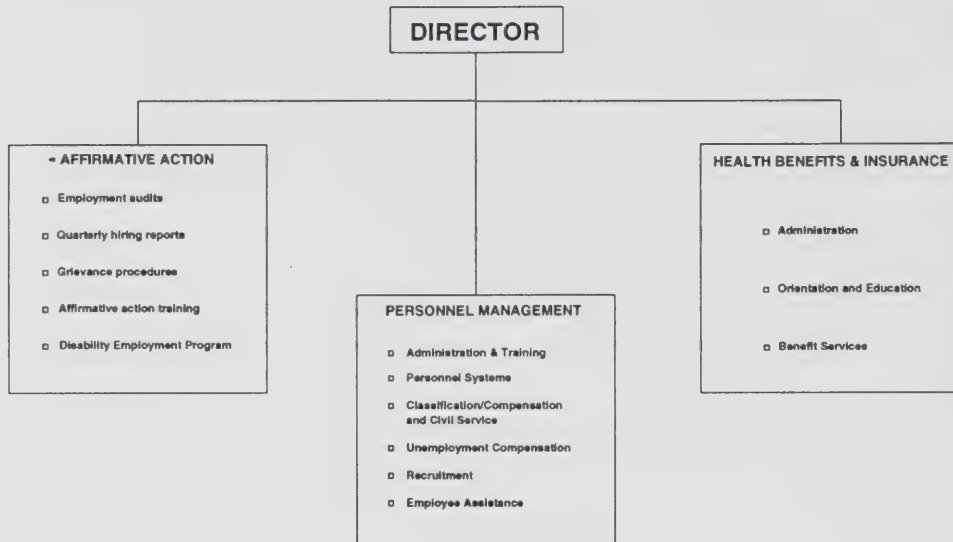 DIRECTOR
AFFIRMATIVE ACTION
□ Employment audits
□ Quarterly hiring reports
□ Grievance procedures
□ Affirmative action training
□ Disability Employment Program
PERSONNEL MANAGEMENT
□ Administration & Training
□ Personnel Systems
□ Classification/Compensation
and Civil Service
□ Unemployment Compensation
□ Recruitment
□ Employee Assistance
HEALTH BENEFITS & INSURANCE
□ Administration
□ Orientation and Education
□ Benefit Services